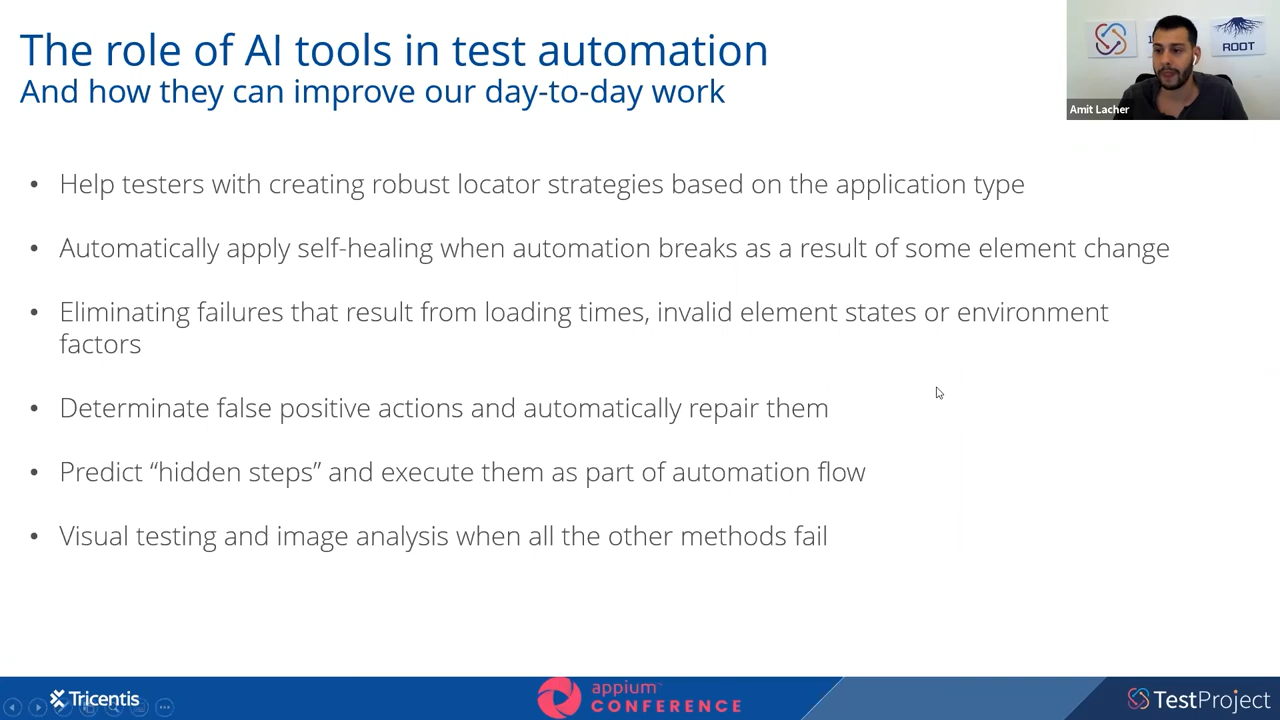 The role of AI tools in test automation
And how they can improve our day-to-day work
ROOT
Amit Lacher
• Help testers with creating robust locator strategies based on the application type
• Automatically apply self-healing when automation breaks as a result of some element change
• Eliminating failures that result from loading times, invalid element states or environment
factors
• Determinate false positive actions and automatically repair them
• Predict “hidden steps” and execute them as part of automation flow
• Visual testing and image analysis when all the other methods fail
Tricentis
appium™
CONFERENCE
TestProject